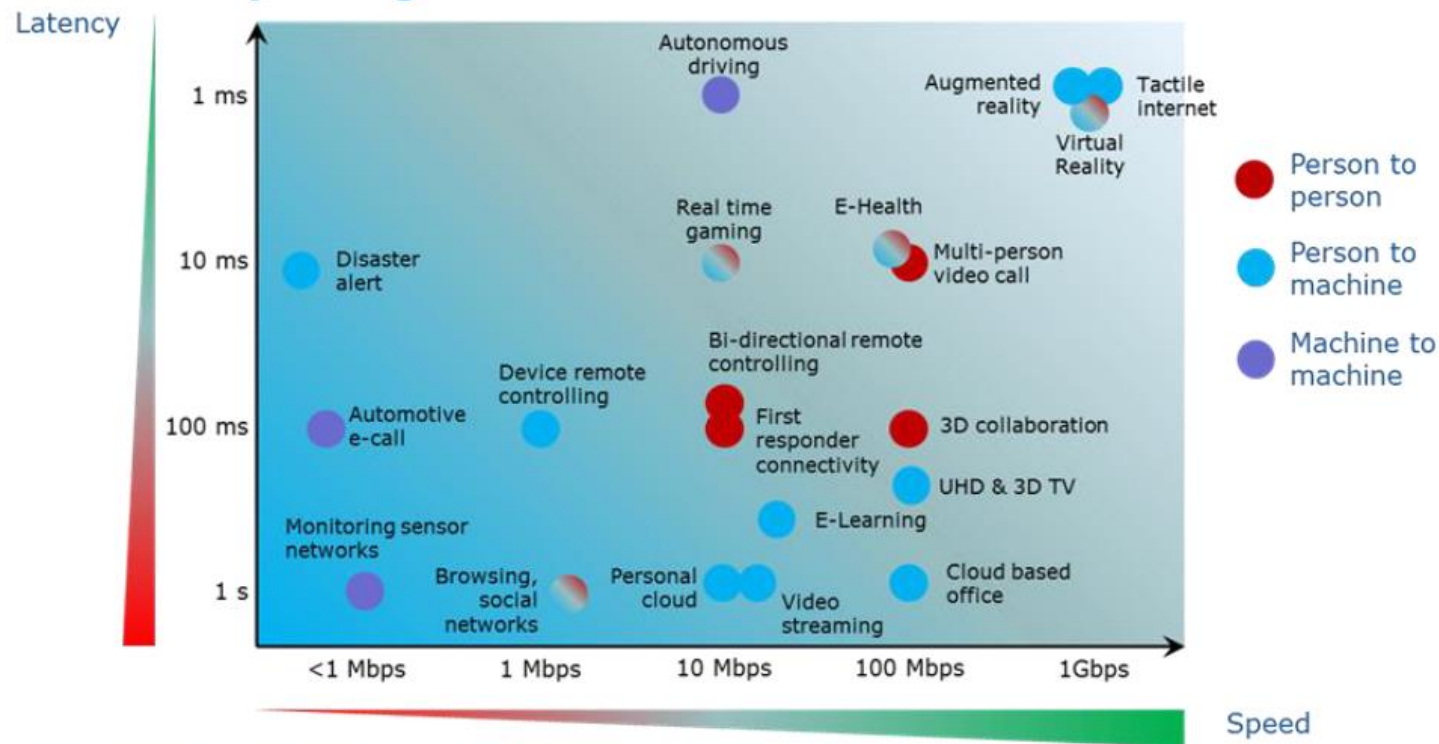 Latency
Autonomous
driving
1 ms
Augmented
reality
Tactile
internet
Virtual
Reality
Person to
person
Real time
gaming
E-Health
10 ms
Disaster
alert
Multi-person
video call
Person to
machine
Bi-directional remote
controlling
Device remote
controlling
Machine to
machine
100 ms
Automotive
e-call
First
responder
connectivity
3D collaboration
UHD & 3D TV
E-Learning
Monitoring sensor
networks
1 s
Browsing,
social
networks
Personal
cloud
Video
streaming
Cloud based
office
<1 Mbps
1 Mbps
10 Mbps
100 Mbps
1Gbps
Speed